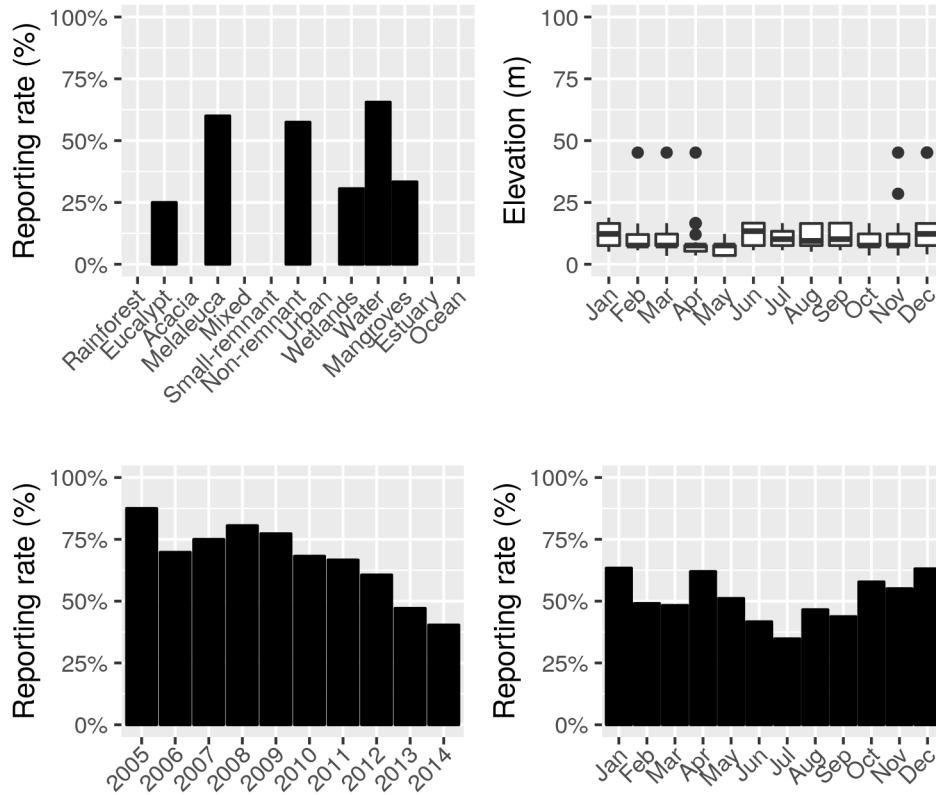 Reporting rate (%)
100%
75%
50%
25%
0%
Rainforest
Eucalypt
Acacia
Melaleuca
Mixed
Small-remnant
Non-remnant
Urban
Wetlands
Water
Mangroves
Estuary
Ocean
Elevation (m)
100
75
50
25
0
Jan
Feb
Mar
Apr
May
Jun
Jul
Aug
Sep
Oct
Nov
Dec
Reporting rate (%)
100%
75%
50%
25%
0%
2005
2006
2007
2008
2009
2010
2011
2012
2013
2014
Reporting rate (%)
100%
75%
50%
25%
0%
Jan
Feb
Mar
Apr
May
Jun
Jul
Aug
Sep
Oct
Nov
Dec